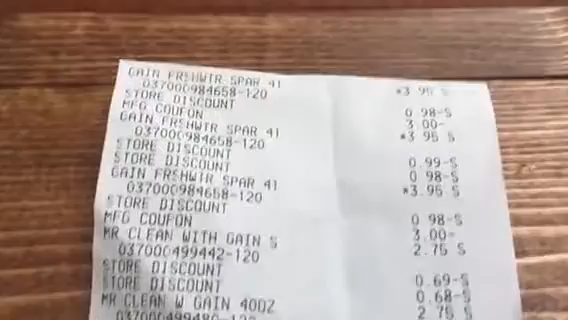 GAIN FRSHWTR SPAR 41 *3.95 S
037000984658-120
STORE DISCOUNT 0.98-S
MFG COUPON 3.00-
GAIN FRSHWTR SPAR 41 *3.95 S
037000984658-120
STORE DISCOUNT 0.99-S
STORE DISCOUNT 0.98-S
GAIN FRSHWTR SPAR 41 *3.95 S
037000984658-120
STORE DISCOUNT 0.98-S
MFG COUPON 3.00-
MR CLEAN WITH GAIN S 2.75 S
037000499442-120
STORE DISCOUNT 0.69-S
STORE DISCOUNT 0.68-S
MR CLEAN W GAIN 40OZ 2.75 S